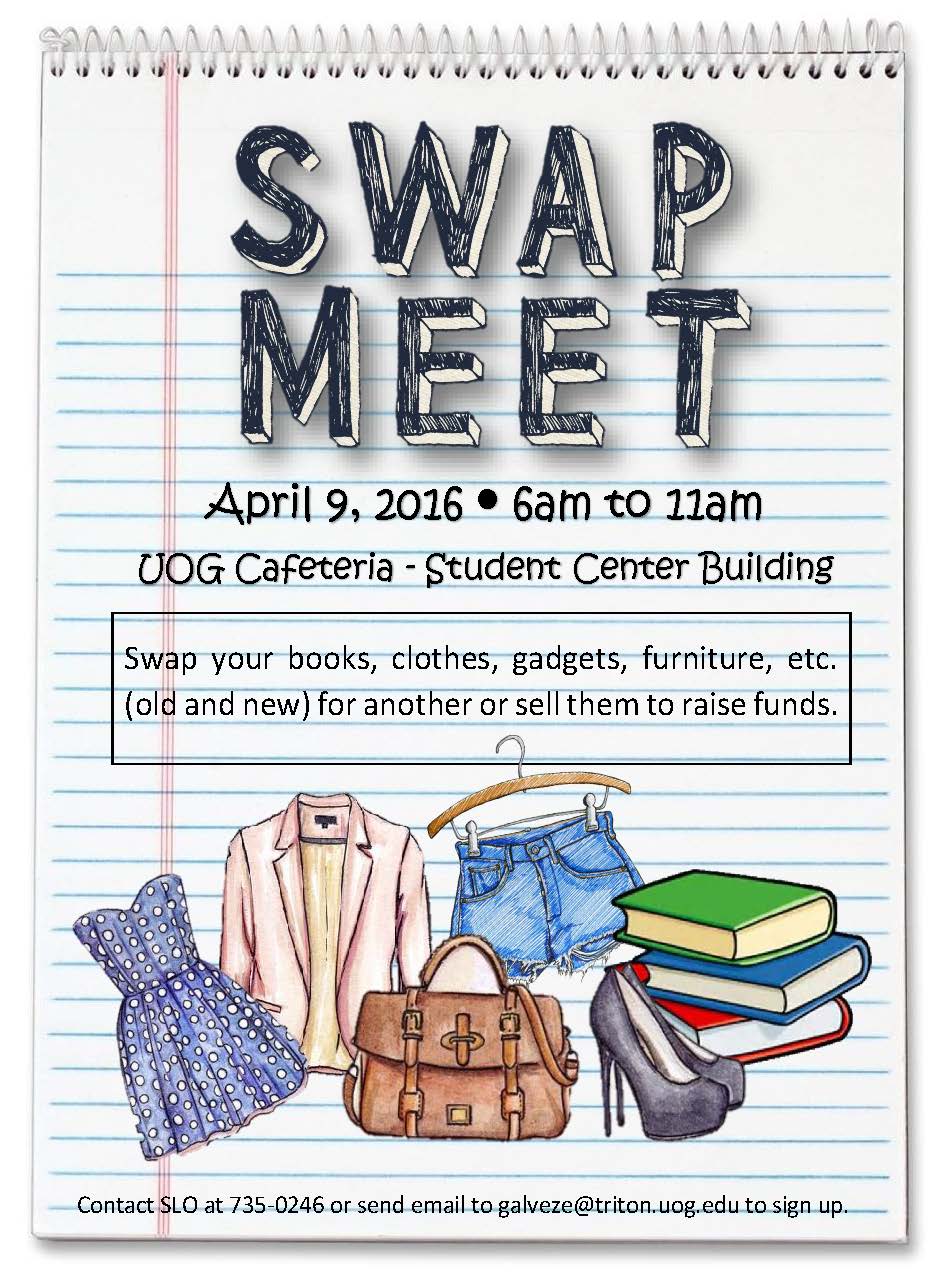 SWAP
MEET
April 9, 2016 • 6am to 11am
UOG Cafeteria - Student Center Building
Swap your books, clothes, gadgets, furniture, etc.
(old and new) for another or sell them to raise funds.
Contact SLO at 735-0246 or send email to galveze@triton.uog.edu to sign up.